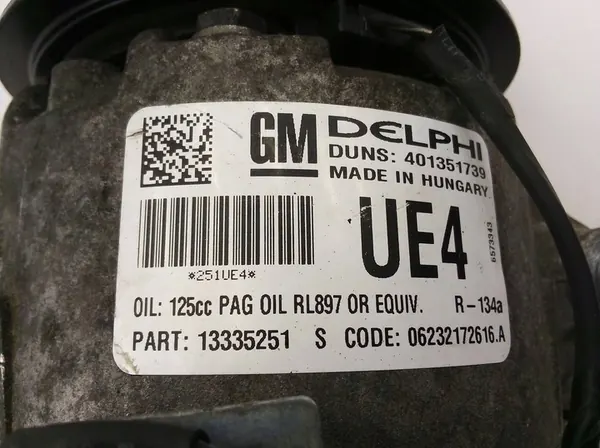 GM DELPHI
DUNS: 401351739
MADE IN HUNGARY
UE4
6573343
*251UE4*
OIL: 125cc PAG OIL RL897 OR EQUIV. R-134a
PART: 13335251 S CODE: 06232172616.A